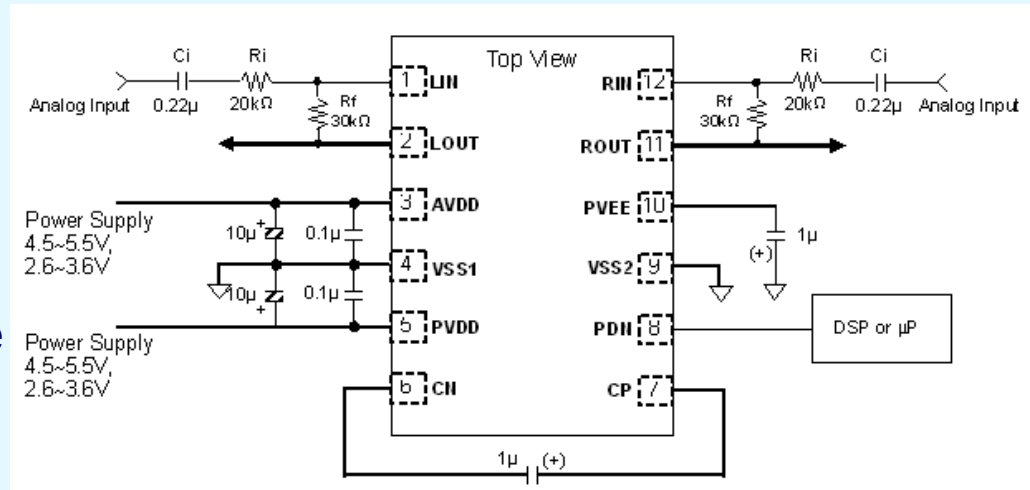 Top View
Ci Ri
Analog Input 0.22µ 20kΩ
Rf
30kΩ
1 LIN
2 LOUT
3 AVDD
4 VSS1
5 PVDD
6 CN
RIN 12
ROUT 11
PVEE 10
VSS2 9
PDN 8
CP 7
Ri Ci
20kΩ 0.22µ Analog Input
Rf
30kΩ
Power Supply
4.5~5.5V,
2.6~3.6V
10µ + 0.1µ
10µ + 0.1µ
Power Supply
4.5~5.5V,
2.6~3.6V
1µ
(+)
DSP or µP
1µ (+)
e